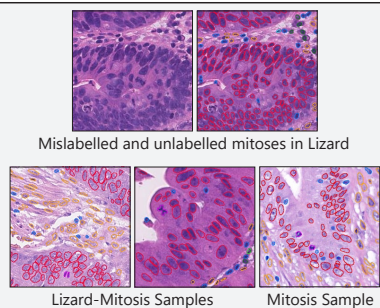 Mislabelled and unlabelled mitoses in Lizard
Lizard-Mitosis Samples
Mitosis Sample